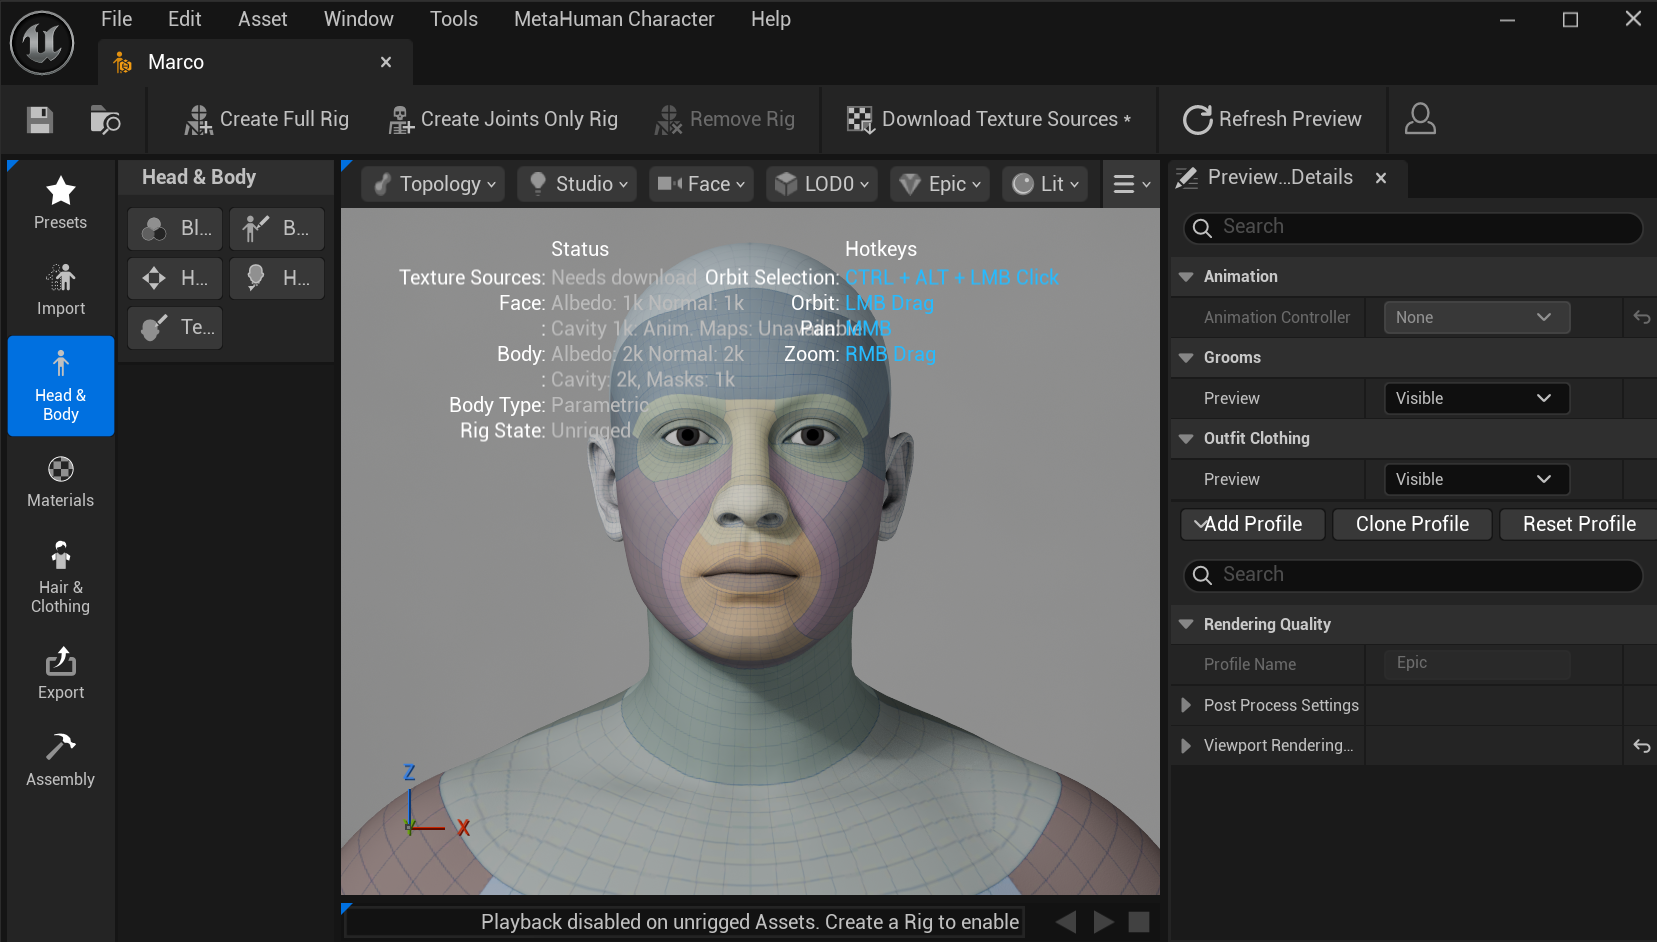 File Edit Asset Window Tools MetaHuman Character Help
Marco
Create Full Rig Create Joints Only Rig Remove Rig Download Texture Sources * Refresh Preview
Presets
Import
Head &
Body
Materials
Hair &
Clothing
Export
Assembly
Head & Body
Bl... B...
H... H...
Te...
Topology Studio Face LOD0 Epic Lit
Status Hotkeys
Texture Sources: Needs download Orbit Selection: CTRL + ALT + LMB Click
Face: Albedo: 1k Normal: 1k Orbit: LMB Drag
: Cavity 1k. Anim. Maps: Unavailable Pan: MMB
Body: Albedo: 2k Normal: 2k Zoom: RMB Drag
: Cavity: 2k, Masks: 1k
Body Type: Parametric
Rig State: Unrigged
Z
Y X
Playback disabled on unrigged Assets. Create a Rig to enable
Preview...Details
Search
Animation
Animation Controller None
Grooms
Preview Visible
Outfit Clothing
Preview Visible
Add Profile Clone Profile Reset Profile
Search
Rendering Quality
Profile Name Epic
Post Process Settings
Viewport Rendering...